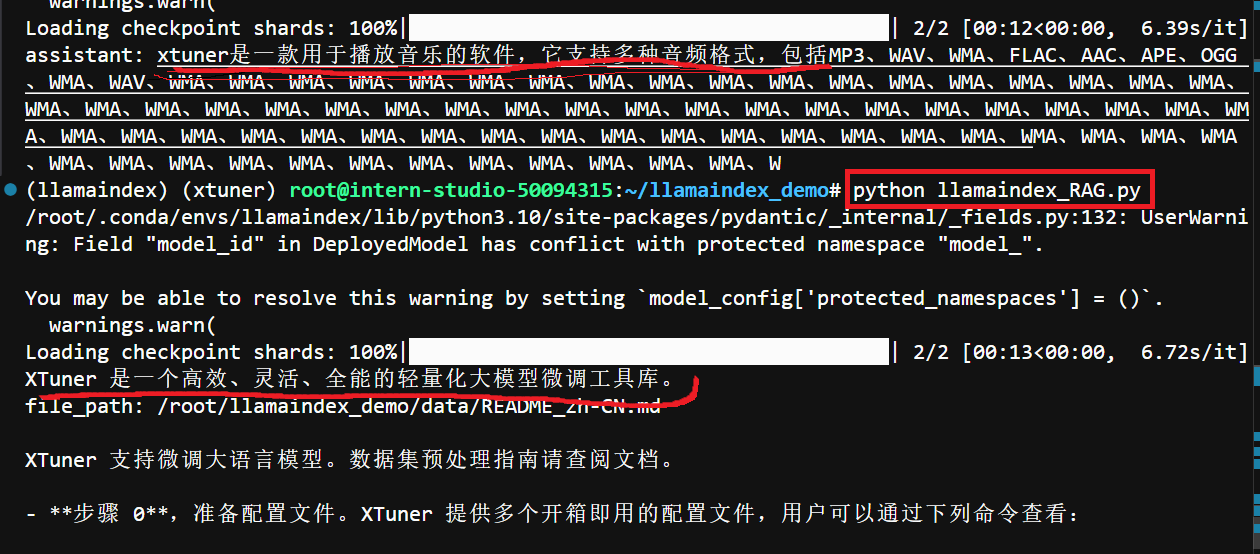 warnings.warn(
Loading checkpoint shards: 100%|| 2/2 [00:12<00:00,  6.39s/it]
assistant: xtuner是一款用于播放音乐的软件，它支持多种音频格式，包括MP3、WAV、WMA、FLAC、AAC、APE、OGG
、WMA、WAV、WMA、WMA、WMA、WMA、WMA、WMA、WMA、WMA、WMA、WMA、WMA、WMA、WMA、WMA、WMA、WMA、WMA、
WMA、WMA、WMA、WMA、WMA、WMA、WMA、WMA、WMA、WMA、WMA、WMA、WMA、WMA、WMA、WMA、WMA、WMA、WMA、WMA、WM
A、WMA、WMA、WMA、WMA、WMA、WMA、WMA、WMA、WMA、WMA、WMA、WMA、WMA、WMA、WMA、WMA、WMA、WMA、WMA、WMA
、WMA、WMA、WMA、WMA、WMA、WMA、WMA、WMA、WMA、WMA、WMA、WMA、W
(llamaindex) (xtuner) root@intern-studio-50094315:~/llamaindex_demo# python llamaindex_RAG.py
/root/.conda/envs/llamaindex/lib/python3.10/site-packages/pydantic/_internal/_fields.py:132: UserWarni
ng: Field "model_id" in DeployedModel has conflict with protected namespace "model_".
You may be able to resolve this warning by setting `model_config['protected_namespaces'] = ()`.
warnings.warn(
Loading checkpoint shards: 100%|| 2/2 [00:13<00:00,  6.72s/it]
XTuner 是一个高效、灵活、全能的轻量化大模型微调工具库。
file_path: /root/llamaindex_demo/data/README_zh-CN.md
XTuner 支持微调大语言模型。数据集预处理指南请查阅文档。
- **步骤 0**，准备配置文件。XTuner 提供多个开箱即用的配置文件，用户可以通过下列命令查看：